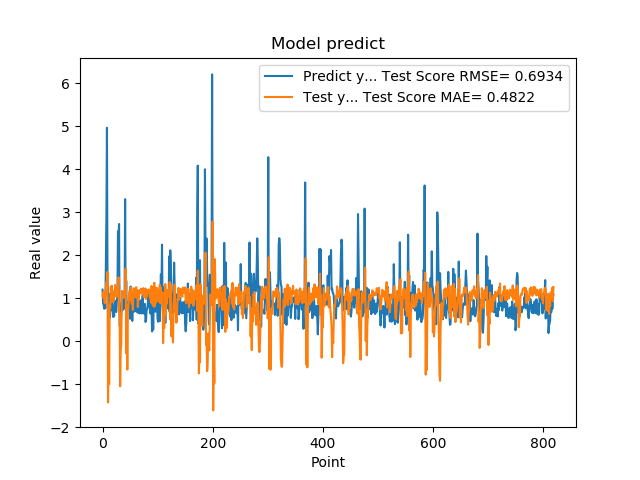 Model predict
Predict y... Test Score RMSE= 0.6934
Test y... Test Score MAE= 0.4822
Real value
6
5
4
3
2
1
0
−1
−2
0 200 400 600 800
Point